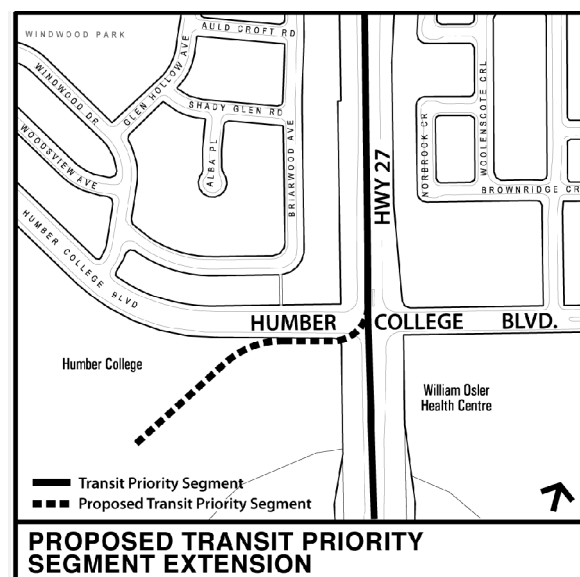 WINDWOOD PARK
AULD CROFT RD
WINDWOOD DR
GLEN HOLLOW AVE
SHADY GLEN RD
WOODSVIEW AVE
ALBA PL
BRIARWOOD AVE
HWY 27
NORBROOK CR
WOOLENSCOTE CRL
BROWNRIDGE CR
HUMBER COLLEGE BLVD
HUMBER COLLEGE BLVD.
Humber College
William Osler
Health Centre
Transit Priority Segment
Proposed Transit Priority Segment
PROPOSED TRANSIT PRIORITY
SEGMENT EXTENSION